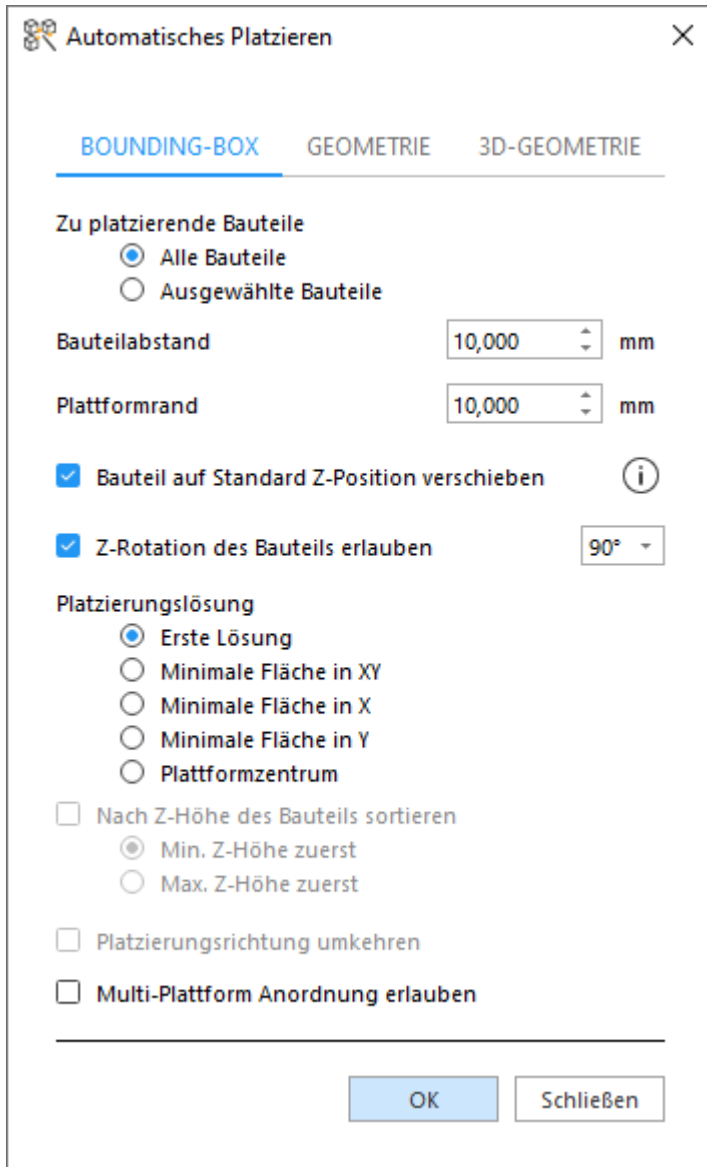 Automatisches Platzieren
BOUNDING-BOX GEOMETRIE 3D-GEOMETRIE
Zu platzierende Bauteile
Alle Bauteile
Ausgewählte Bauteile
Bauteilabstand 10,000 mm
Plattformrand 10,000 mm
Bauteil auf Standard Z-Position verschieben i
Z-Rotation des Bauteils erlauben 90°
Platzierungslösung
Erste Lösung
Minimale Fläche in XY
Minimale Fläche in X
Minimale Fläche in Y
Plattformzentrum
Nach Z-Höhe des Bauteils sortieren
Min. Z-Höhe zuerst
Max. Z-Höhe zuerst
Platzierungsrichtung umkehren
Multi-Plattform Anordnung erlauben
OK Schließen